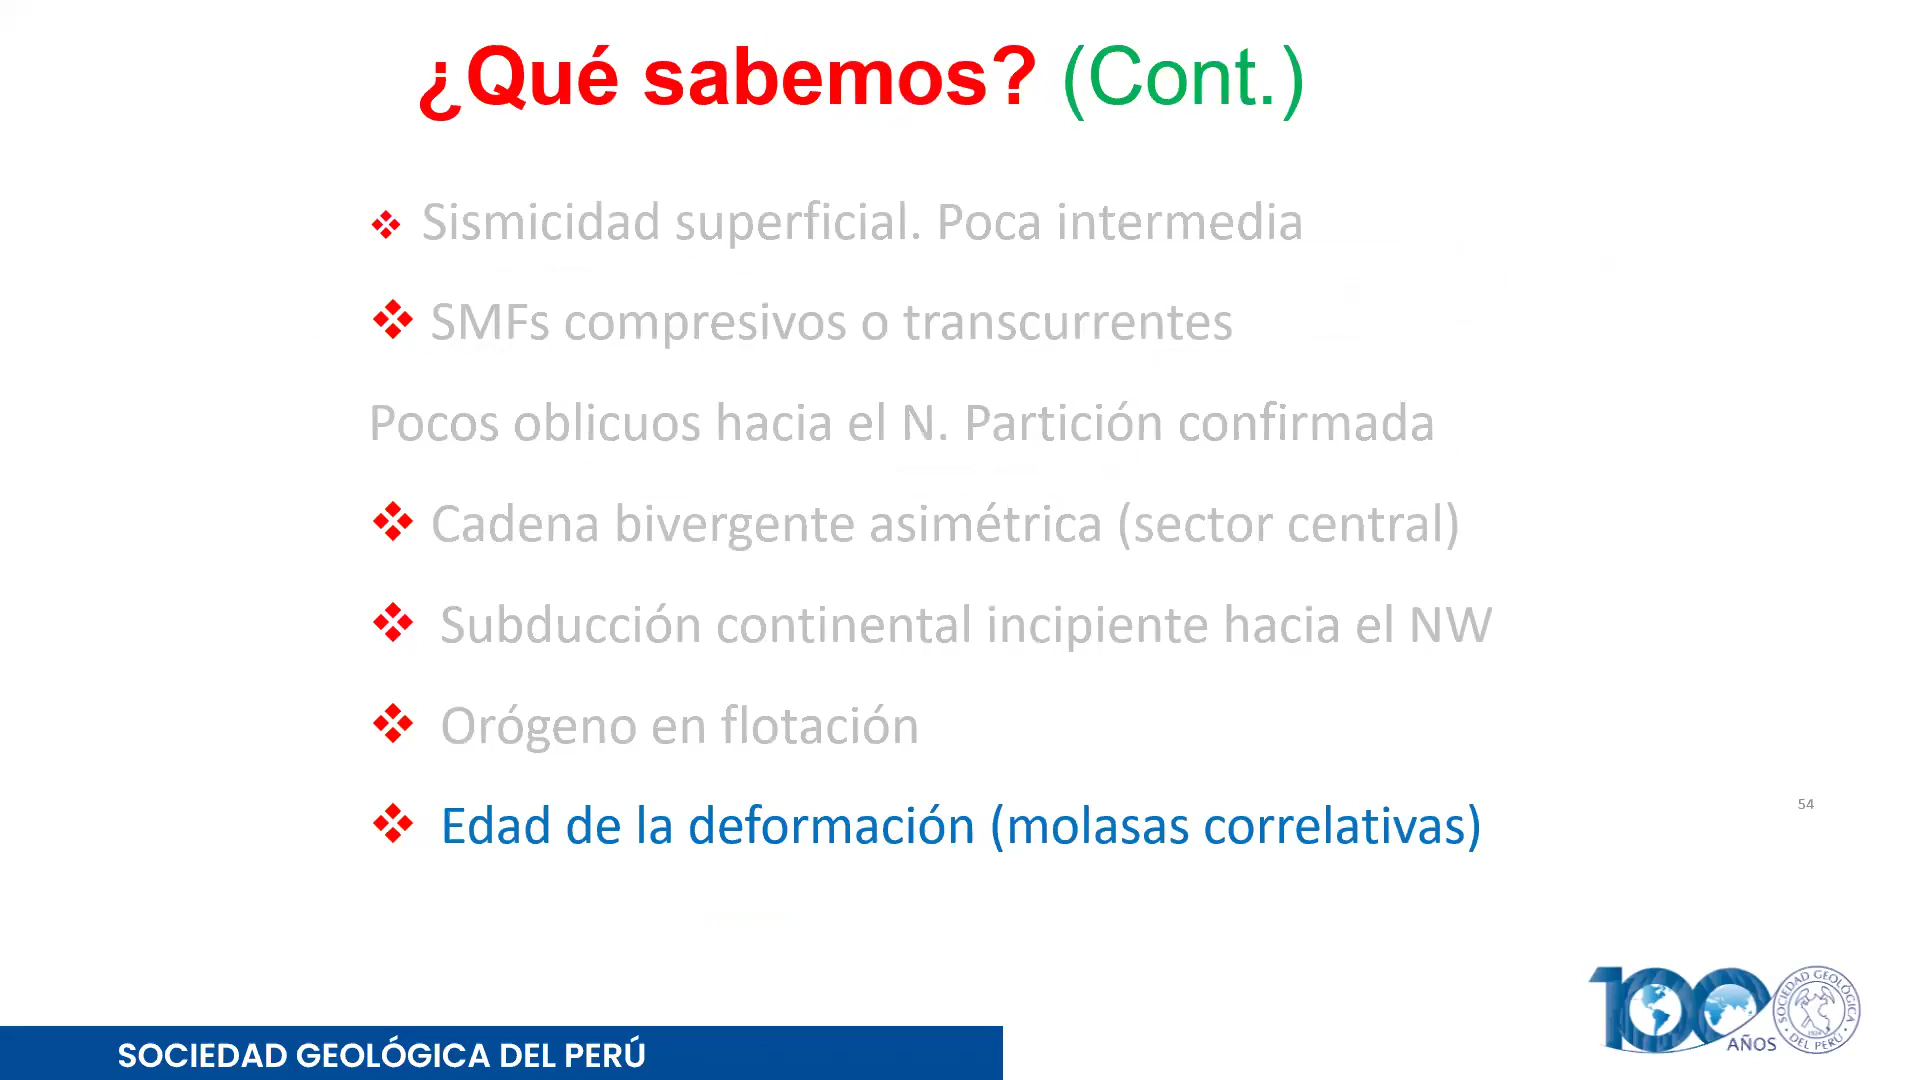 ¿Qué sabemos? (Cont.)
Sismicidad superficial. Poca intermedia
SMFs compresivos o transcurrentes
Pocos oblicuos hacia el N. Partición confirmada
Cadena bivergente asimétrica (sector central)
Subducción continental incipiente hacia el NW
Orógeno en flotación
Edad de la deformación (molasas correlativas)
54
100 AÑOS
SOCIEDAD GEOLÓGICA DEL PERÚ
1924
SOCIEDAD GEOLÓGICA DEL PERÚ